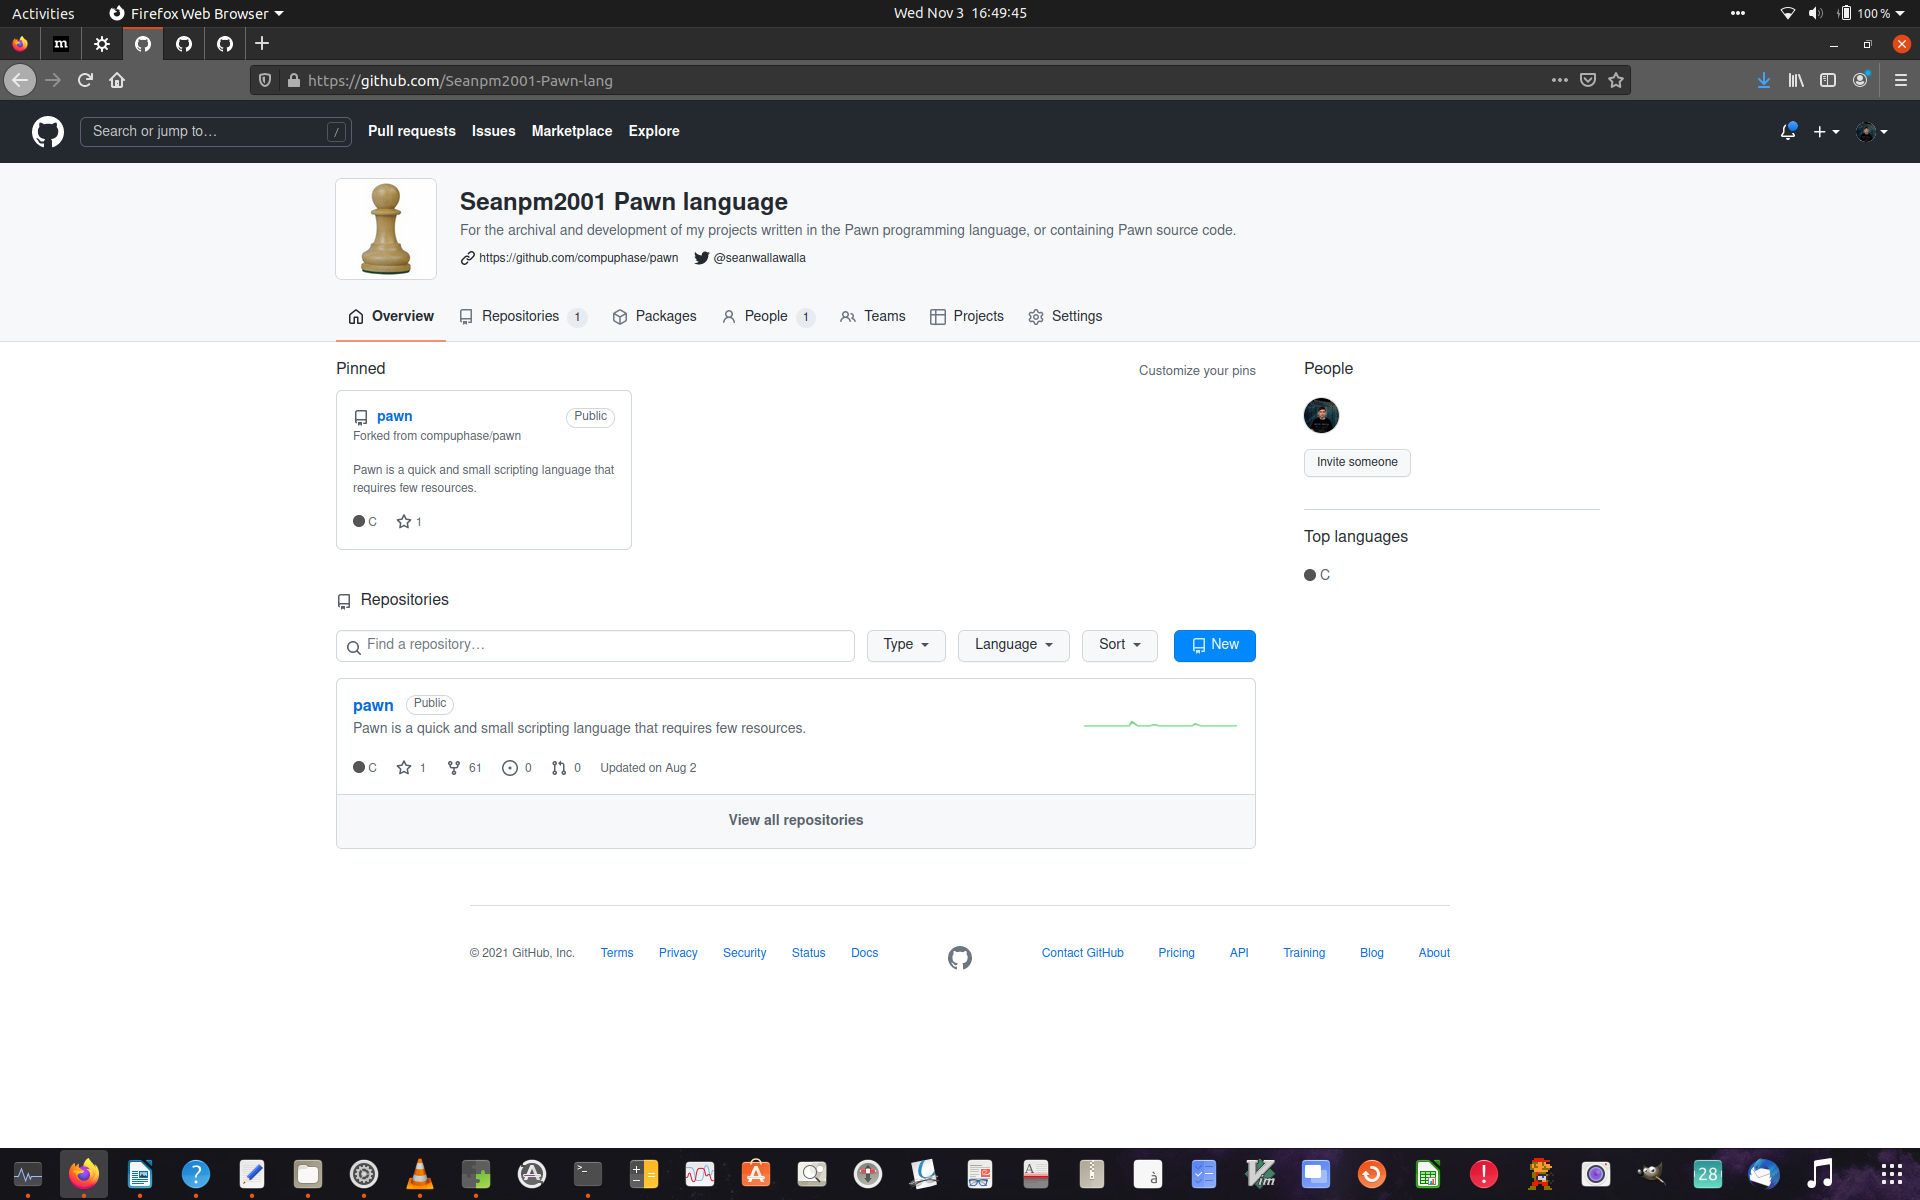 Activities
Firefox Web Browser
Wed Nov 3 16:49:45
100 %
m
https://github.com/Seanpm2001-Pawn-lang
Search or jump to…
/
Pull requests
Issues
Marketplace
Explore
Seanpm2001 Pawn language
For the archival and development of my projects written in the Pawn programming language, or containing Pawn source code.
https://github.com/compuphase/pawn
@seanwallawalla
Overview
Repositories 1
Packages
People 1
Teams
Projects
Settings
Pinned
Customize your pins
pawn
Public
Forked from compuphase/pawn
Pawn is a quick and small scripting language that
requires few resources.
C
1
People
Invite someone
Top languages
C
Repositories
Find a repository…
Type
Language
Sort
New
pawn
Public
Pawn is a quick and small scripting language that requires few resources.
C
1
61
0
0
Updated on Aug 2
View all repositories
© 2021 GitHub, Inc.
Terms
Privacy
Security
Status
Docs
Contact GitHub
Pricing
API
Training
Blog
About
?
>_
A
à
Vim
!
28